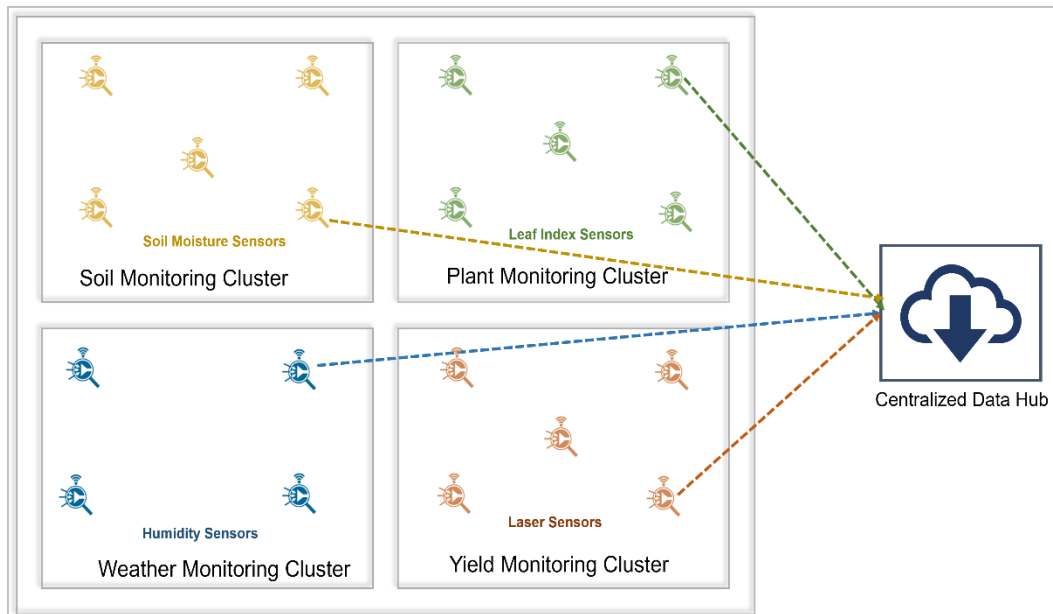 Soil Moisture Sensors
Soil Monitoring Cluster
Leaf Index Sensors
Plant Monitoring Cluster
Humidity Sensors
Weather Monitoring Cluster
Laser Sensors
Yield Monitoring Cluster
Centralized Data Hub